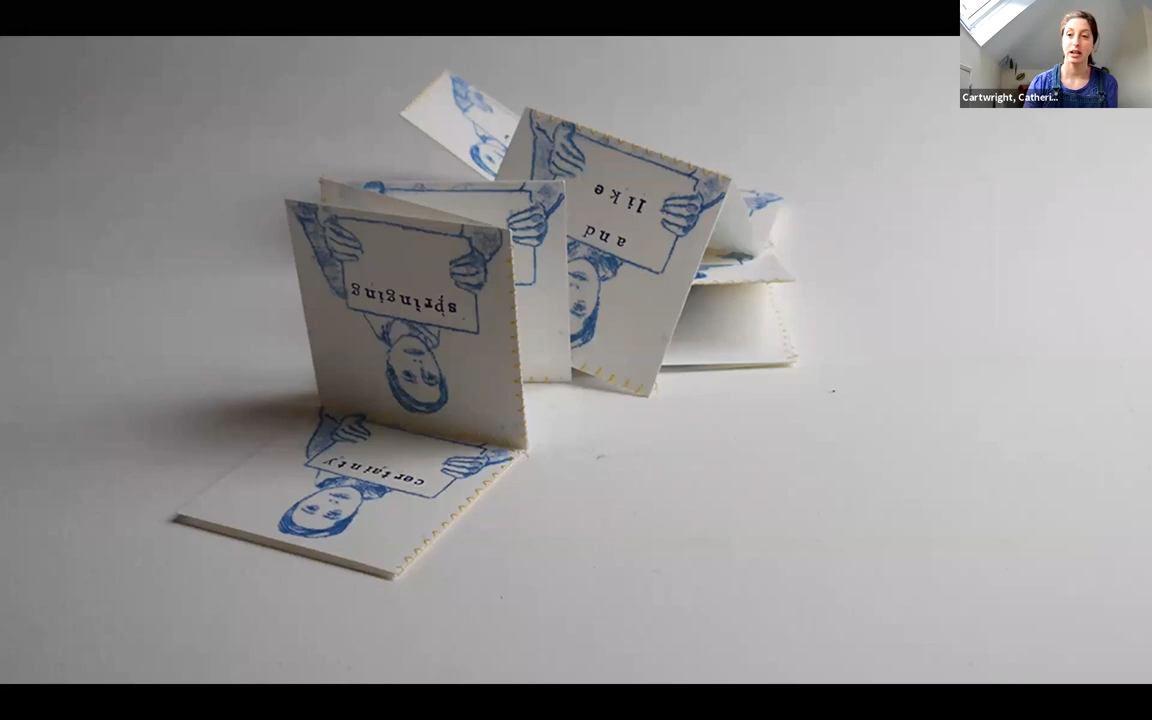 Cartwright, Catheri...
and
like
springing
certainty